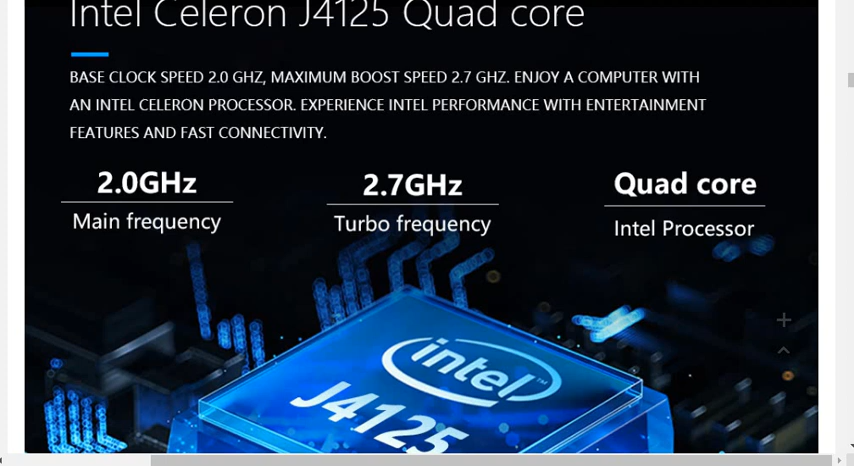 Intel Celeron J4125 Quad core
BASE CLOCK SPEED 2.0 GHZ, MAXIMUM BOOST SPEED 2.7 GHZ. ENJOY A COMPUTER WITH
AN INTEL CELERON PROCESSOR. EXPERIENCE INTEL PERFORMANCE WITH ENTERTAINMENT
FEATURES AND FAST CONNECTIVITY.
2.0GHz
Main frequency
2.7GHz
Turbo frequency
Quad core
Intel Processor
intel™
J4125